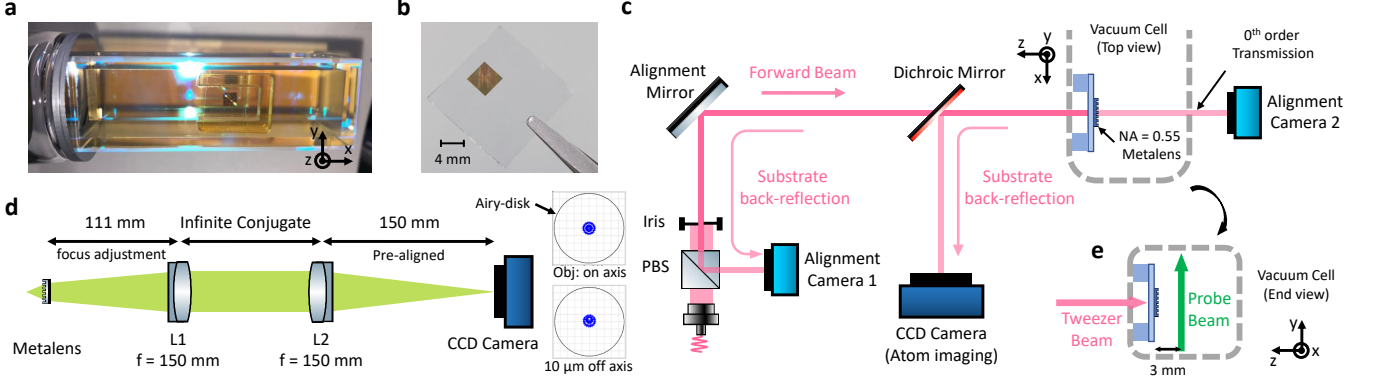 a
y
z
x
b
4 mm
c
Alignment
Mirror
Forward Beam
Dichroic Mirror
z
y
x
Vacuum Cell
(Top view)
0th order
Transmission
Alignment
Camera 2
NA = 0.55
Metalens
Substrate
back-reflection
Substrate
back-reflection
Iris
PBS
Alignment
Camera 1
CCD Camera
(Atom imaging)
d
111 mm
Infinite Conjugate
150 mm
focus adjustment
Pre-aligned
Metalens
L1
f = 150 mm
L2
f = 150 mm
CCD Camera
Airy-disk
Obj: on axis
10 μm off axis
e
Tweezer
Beam
Probe
Beam
3 mm
Vacuum Cell
(End view)
y
z
x